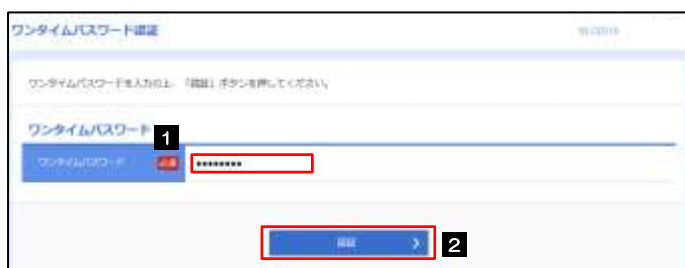 ワンタイムパスワード認証
ワンタイムパスワードを入力の上、「認証」ボタンを押してください。
ワンタイムパスワード
1
ワンタイムパスワード 必須 ••••••••
認証 2